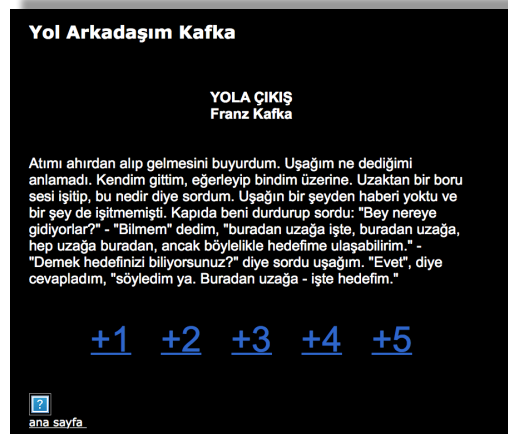 Yol Arkadaşım Kafka
YOLA ÇIKIŞ
Franz Kafka
Atımı ahırdan alıp gelmesini buyurdum. Uşağım ne dediğimi
anlamadı. Kendim gittim, eğerleyip bindim üzerine. Uzaktan bir boru
sesi işitip, bu nedir diye sordum. Uşağın bir şeyden haberi yoktu ve
bir şey de işitmemişti. Kapıda beni durdurup sordu: "Bey nereye
gidiyorlar?" - "Bilmem" dedim, "buradan uzağa işte, buradan uzağa,
hep uzağa buradan, ancak böylelikle hedefime ulaşabilirim." -
"Demek hedefinizi biliyorsunuz?" diye sordu uşağım. "Evet", diye
cevapladım, "söyledim ya. Buradan uzağa - işte hedefim."
+1 +2 +3 +4 +5
?
ana sayfa